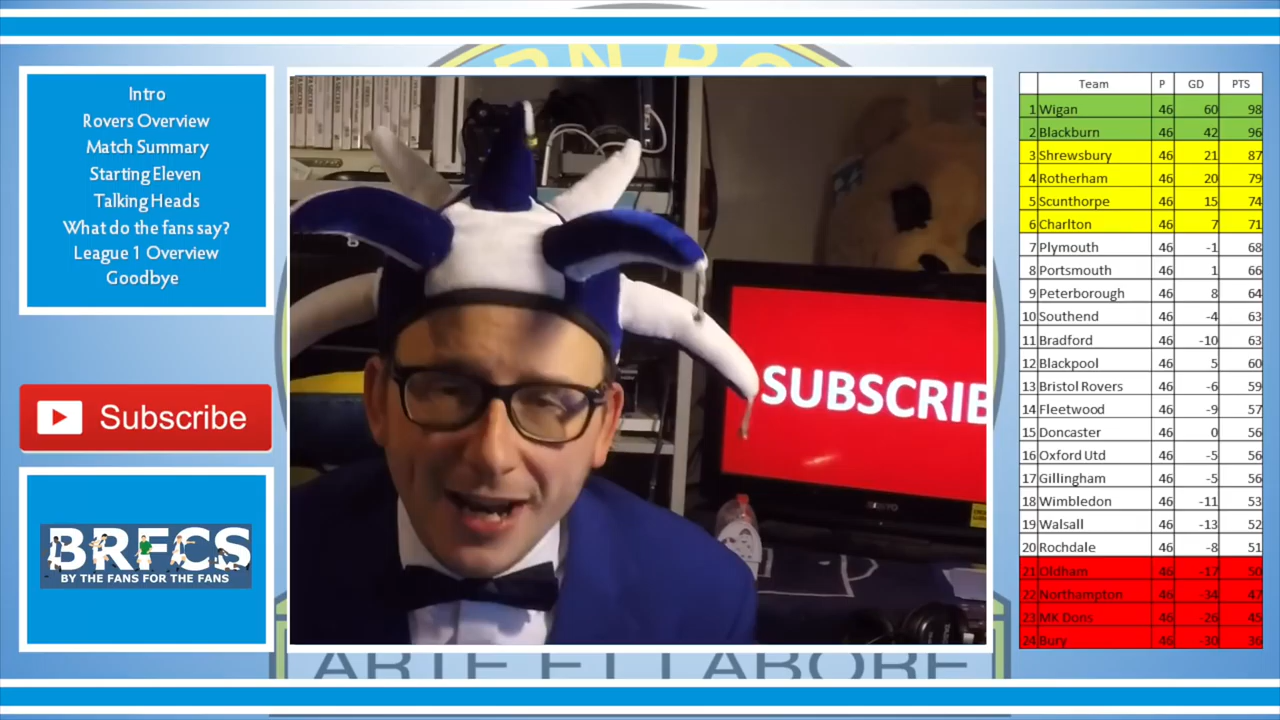 Intro
Rovers Overview
Match Summary
Starting Eleven
Talking Heads
What do the fans say?
League 1 Overview
Goodbye
Subscribe
BRFCS
BY THE FANS FOR THE FANS
RN RO
SUBSCRIB
SANYO
ARTE ET LABORE
Team P GD PTS
1 Wigan 46 60 98
2 Blackburn 46 42 96
3 Shrewsbury 46 21 87
4 Rotherham 46 20 79
5 Scunthorpe 46 15 74
6 Charlton 46 7 71
7 Plymouth 46 -1 68
8 Portsmouth 46 1 66
9 Peterborough 46 8 64
10 Southend 46 -4 63
11 Bradford 46 -10 63
12 Blackpool 46 5 60
13 Bristol Rovers 46 -6 59
14 Fleetwood 46 -9 57
15 Doncaster 46 0 56
16 Oxford Utd 46 -5 56
17 Gillingham 46 -5 56
18 Wimbledon 46 -11 53
19 Walsall 46 -13 52
20 Rochdale 46 -8 51
21 Oldham 46 -17 50
22 Northampton 46 -34 47
23 MK Dons 46 -26 45
24 Bury 46 -30 36